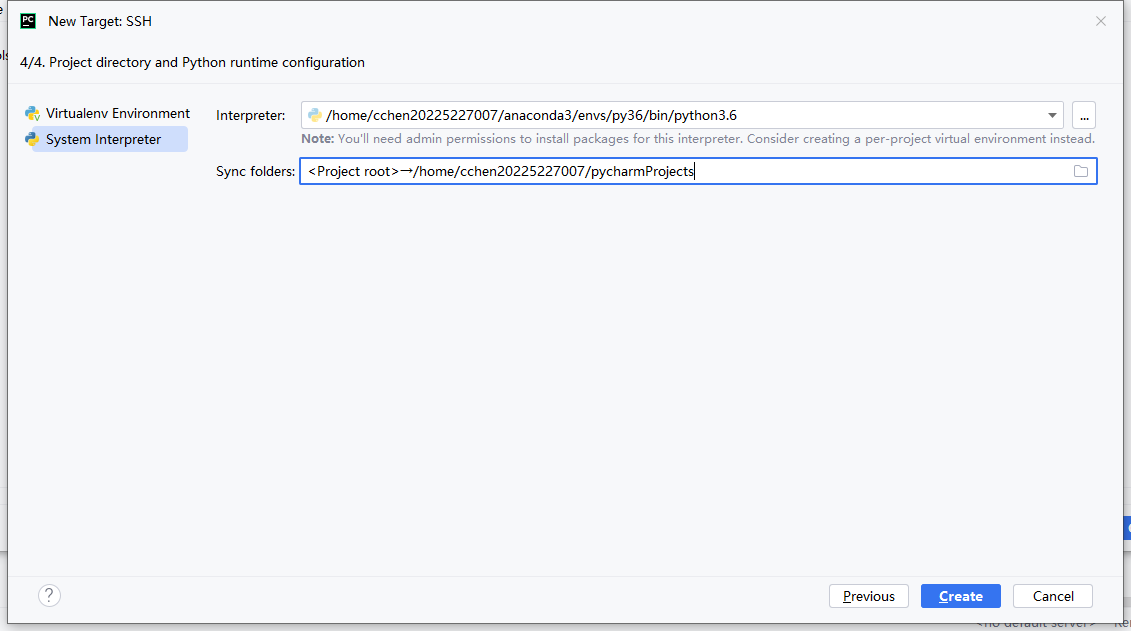 PC New Target: SSH
4/4. Project directory and Python runtime configuration
Virtualenv Environment
System Interpreter
Interpreter: /home/cchen20225227007/anaconda3/envs/py36/bin/python3.6 ...
Note: You'll need admin permissions to install packages for this interpreter. Consider creating a per-project virtual environment instead.
Sync folders: <Project root>→/home/cchen20225227007/pycharmProjects
? Previous Create Cancel
<no default server>